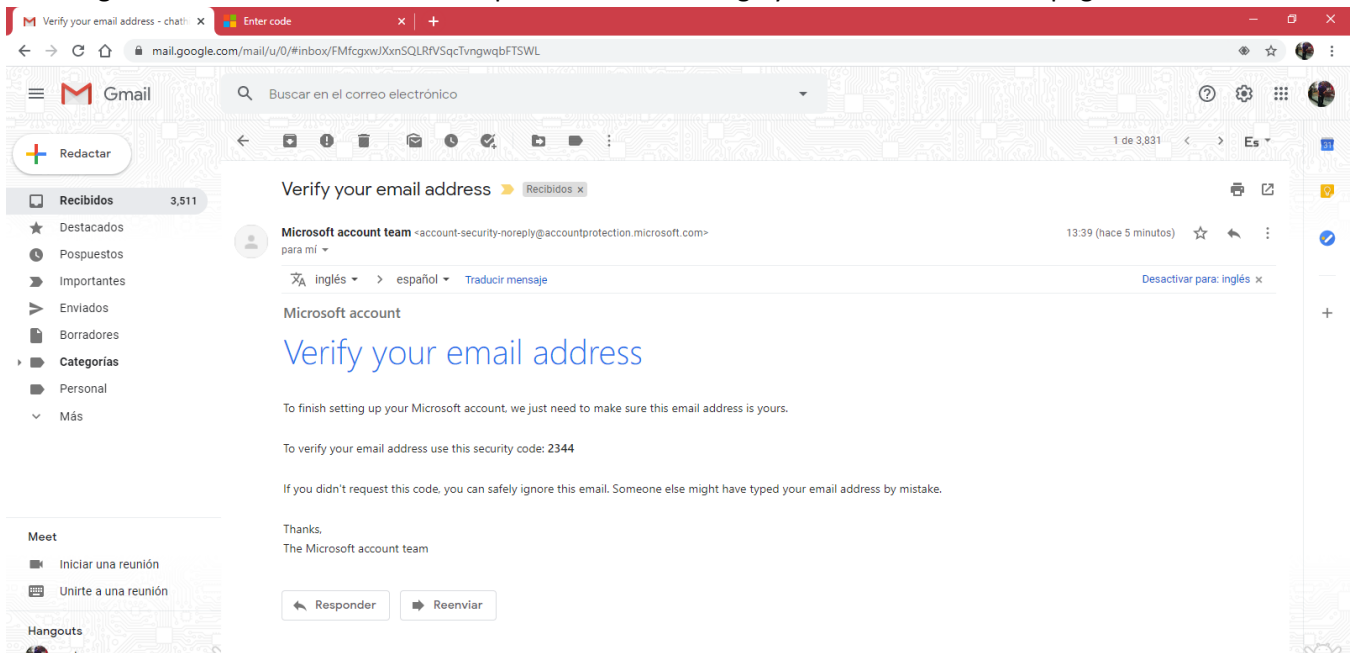 Verify your email address - chath
Enter code
mail.google.com/mail/u/0/#inbox/FMfcgxwJXxnSQLRfVSqcTvngwqbFTSWL
Gmail
Buscar en el correo electrónico
Redactar
1 de 3,831
Es
31
Recibidos 3,511
Destacados
Pospuestos
Importantes
Enviados
Borradores
Categorías
Personal
Más
Meet
Iniciar una reunión
Unirte a una reunión
Hangouts
Verify your email address Recibidos x
Microsoft account team <account-security-noreply@accountprotection.microsoft.com>
13:39 (hace 5 minutos)
para mí
inglés > español Traducir mensaje
Desactivar para: inglés x
Microsoft account
Verify your email address
To finish setting up your Microsoft account, we just need to make sure this email address is yours.
To verify your email address use this security code: 2344
If you didn't request this code, you can safely ignore this email. Someone else might have typed your email address by mistake.
Thanks,
The Microsoft account team
Responder
Reenviar